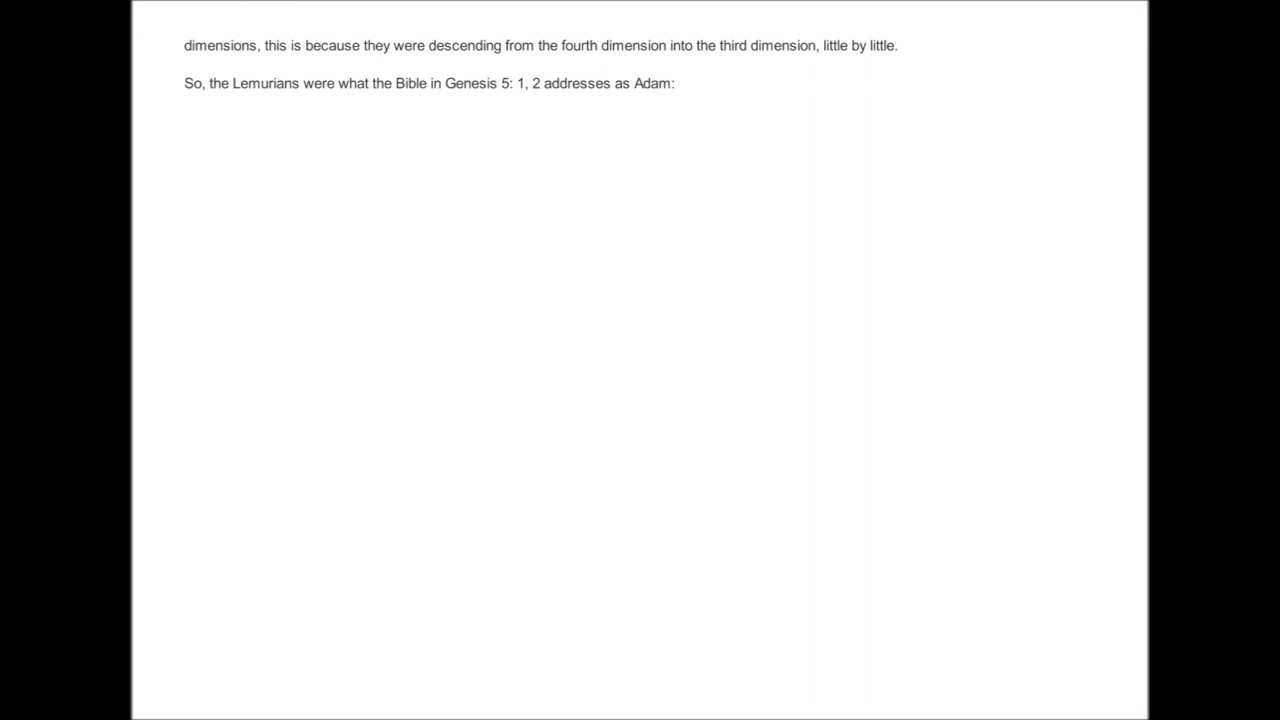 dimensions, this is because they were descending from the fourth dimension into the third dimension, little by little.
So, the Lemurians were what the Bible in Genesis 5: 1, 2 addresses as Adam: